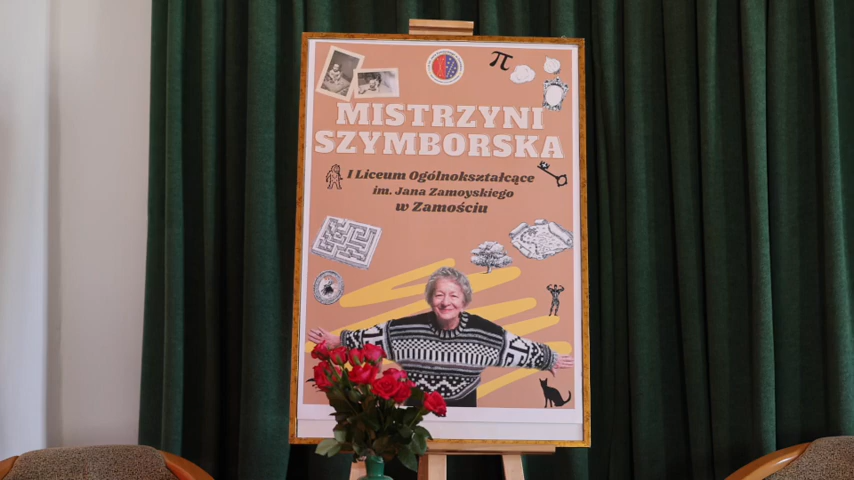 π
MISTRZYNI
SZYMBORSKA
I Liceum Ogólnokształcące
im. Jana Zamoyskiego
w Zamościu